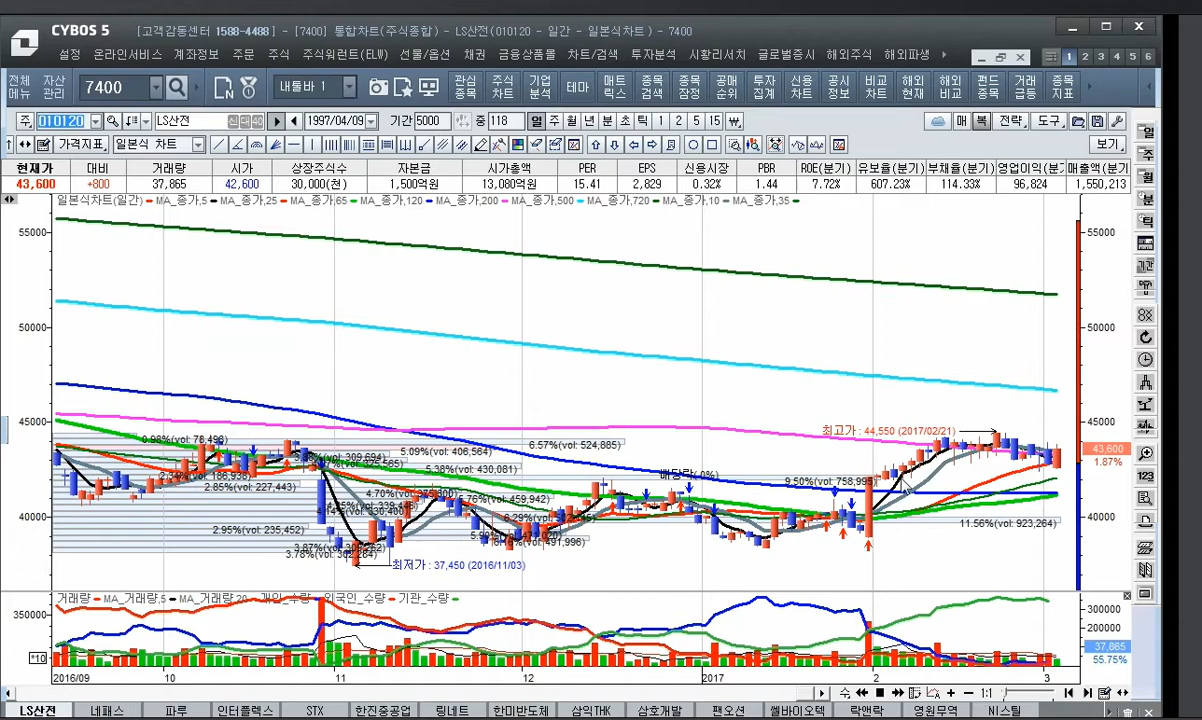 CYBOS 5 [고객감동센터 1588-4488] - [7400] 통합차트(주식종합) - LS산전(010120 - 일간 - 일본식차트) - 7400
설정 온라인서비스 계좌정보 주문 주식 주식워런트(ELW) 선물/옵션 채권 금융상품몰 차트/검색 투자분석 시황리서치 글로벌증시 해외주식 해외파생 1 2 3 4 5 6
전체메뉴 자산관리 7400 내툴바 1 관심종목 주식차트 기업분석 테마 매트릭스 종목검색 종목잠정 공매순위 투자집계 신용차트 공시정보 비교차트 해외현재 해외비교 펀드종목 거래급등 종목지표
주 010120 LS산전 1997/04/09 기간 5000 중 118 일 주 월 년 분 초 틱 1 3 5 15 매 복 전략 도구
가격지표 일본식 차트 보기
현재가 대비 거래량 시가 상장주식수 자본금 시가총액 PER EPS 신용시장 PBR ROE(분기) 유보율(분기) 부채율(분기) 영업이익(분기 매출액(분
43,600 +800 37,865 42,600 30,000(천) 1,500억원 13,080억원 15.41 2,829 0.32% 1.44 7.72% 607.23% 114.33% 96,824 1,550,213
일본식차트(일간) MA_종가,5 MA_종가,25 MA_종가,65 MA_종가,120 MA_종가,200 MA_종가,500 MA_종가,720 MA_종가,10 MA_종가,35
55000 55000
50000 50000
45000 45000
최고가 : 44,550 (2017/02/21)
0.98%(vol: 78,498)
6.57%(vol: 524,885)
43,600
5.09%(vol: 406,564)
1.87%
5.38%(vol: 430,081)
배당락( 0%)
9.50%(vol: 758,995)
2.85%(vol: 227,443)
40000 40000
11.56%(vol: 923,264)
2.95%(vol: 235,452)
3.78%(vol: 302,264)
최저가 : 37,450 (2016/11/03)
거래량 MA_거래량,5 MA_거래량,20 개인_수량 외국인_수량 기관_수량
350000 300000
200000
37,865
*10 55.75%
2016/09 10 11 12 2017 2 3
1:1
LS산전 네패스 파루 인터플렉스 STX 한진중공업 링네트 한미반도체 삼익THK 삼호개발 팬오션 쎌바이오텍 락앤락 영원무역 NI스틸